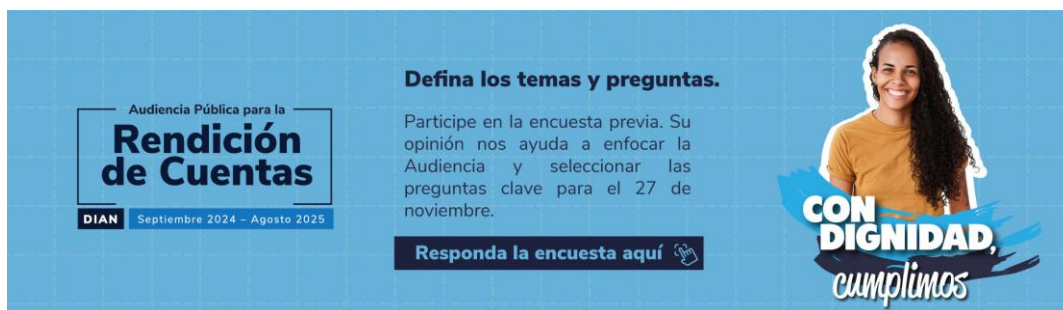 Audiencia Pública para la
Rendición
de Cuentas
DIAN Septiembre 2024 – Agosto 2025
Defina los temas y preguntas.
Participe en la encuesta previa. Su
opinión nos ayuda a enfocar la
Audiencia y seleccionar las
preguntas clave para el 27 de
noviembre.
Responda la encuesta aquí
CON
DIGNIDAD,
cumplimos